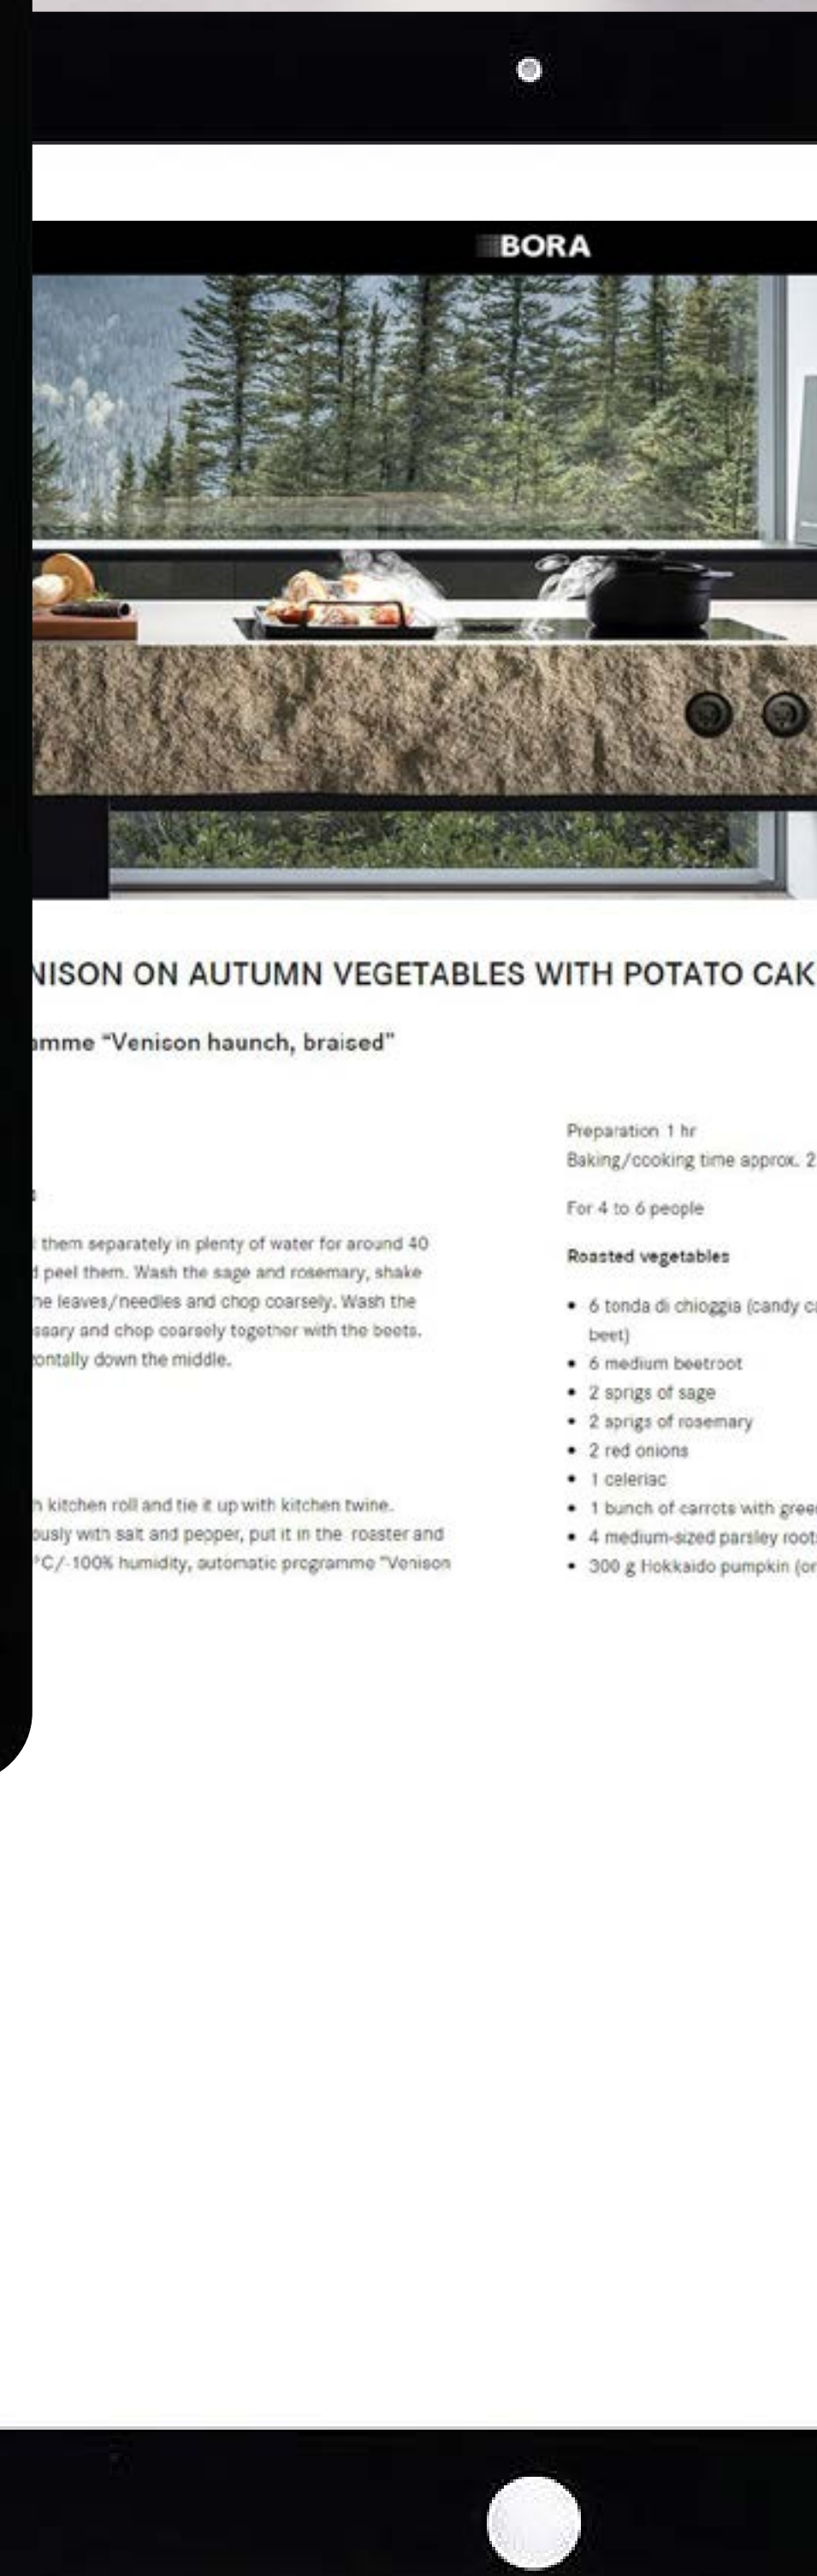 BORA
NISON ON AUTUMN VEGETABLES WITH POTATO CAK
amme “Venison haunch, braised”
them separately in plenty of water for around 40
d peel them. Wash the sage and rosemary, shake
he leaves/needles and chop coarsely. Wash the
ssary and chop coarsely together with the beets.
ontally down the middle.
h kitchen roll and tie it up with kitchen twine.
ously with salt and pepper, put it in the roaster and
°C/-100% humidity, automatic programme "Venison
Preparation 1 hr
Baking/cooking time approx. 2
For 4 to 6 people
Roasted vegetables
• 6 tonda di chioggia (candy ca
beet)
• 6 medium beetroot
• 2 sprigs of sage
• 2 sprigs of rosemary
• 2 red onions
• 1 celeriac
• 1 bunch of carrots with gree
• 4 medium-sized parsley root
• 300 g Hokkaido pumpkin (or